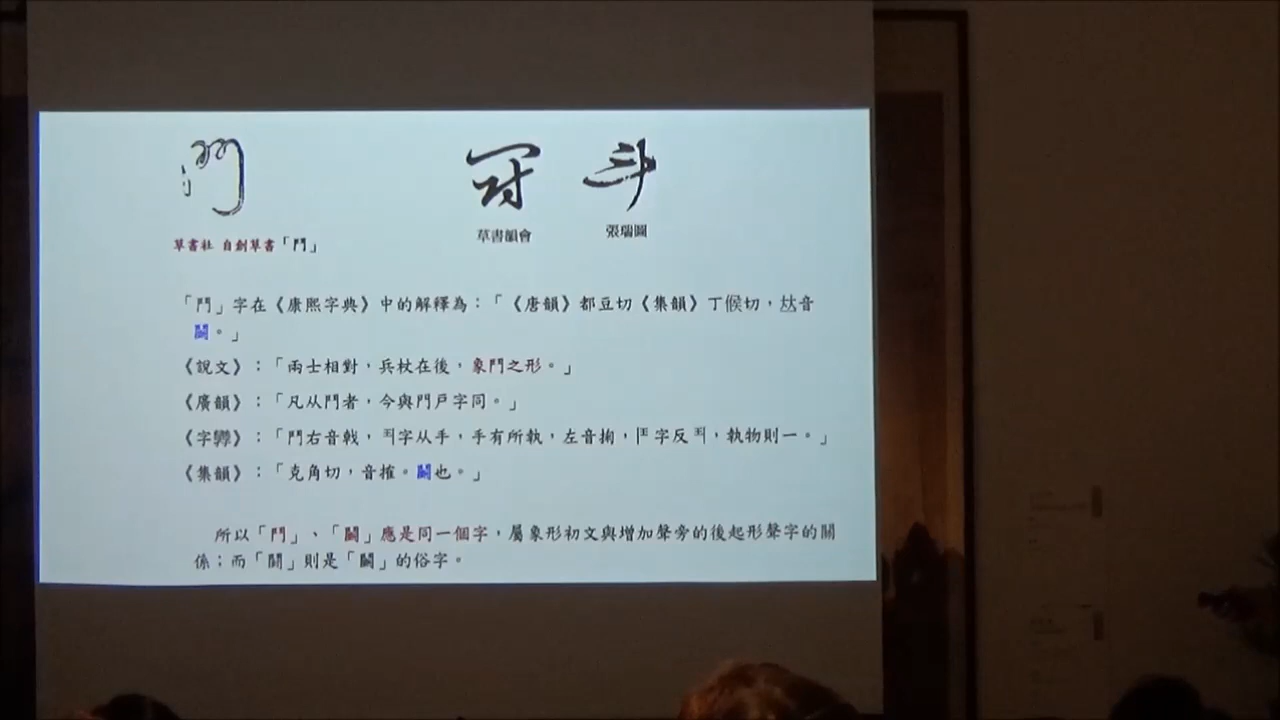 草書社 自創草書「鬥」
草書韻會
張瑞圖
「鬥」字在《康熙字典》中的解釋為：「《唐韻》都豆切《集韻》丁候切，𠀤音
鬭。」
《說文》：「兩士相對，兵杖在後，象鬥之形。」
《廣韻》：「凡从鬥者，今與門戶字同。」
《字彙》：「鬥右音戟，字从手，手有所執，左音掬，字反，執物則一。」
《集韻》：「克角切，音搉。鬭也。」
所以「鬥」、「鬭」應是同一個字，屬象形初文與增加聲旁的後起形聲字的關
係；而「鬪」則是「鬭」的俗字。